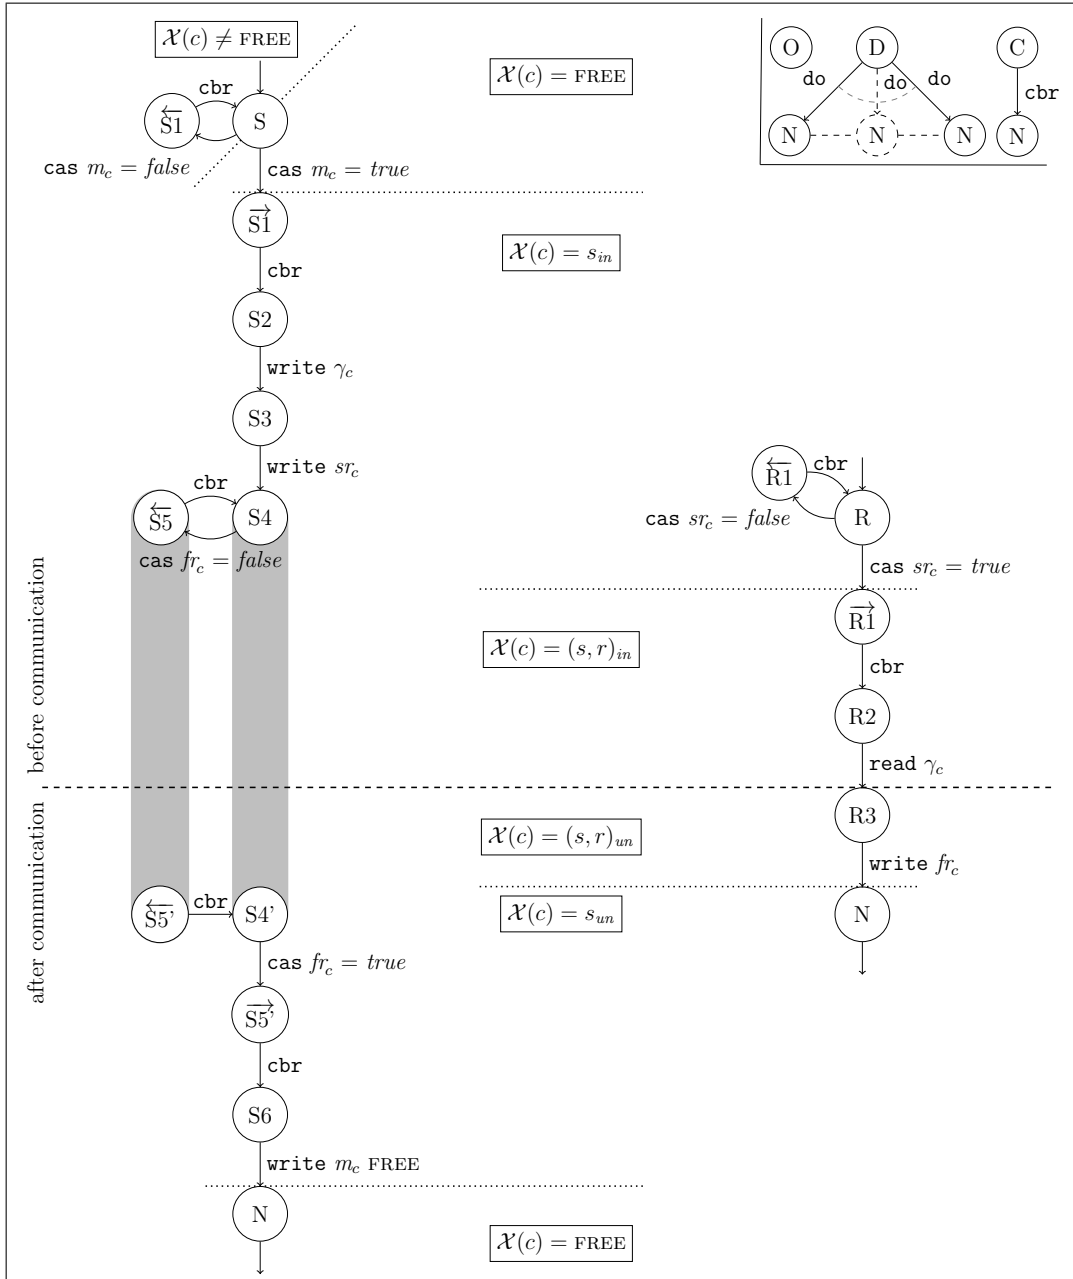 𝒳(c) ≠ FREE
𝒳(c) = FREE
O
D
C
do
do
do
cbr
N
N
N
N
cbr
←S1
S
cas m_c = false
cas m_c = true
→S1
𝒳(c) = s_in
cbr
S2
write γ_c
S3
write sr_c
←R1
cbr
cbr
←S5
S4
cas sr_c = false
R
cas fr_c = false
cas sr_c = true
before communication
→R1
𝒳(c) = (s, r)_in
cbr
R2
read γ_c
after communication
R3
𝒳(c) = (s, r)_un
write fr_c
←S5'
cbr
S4'
𝒳(c) = s_un
N
cas fr_c = true
→S5'
cbr
S6
write m_c FREE
N
𝒳(c) = FREE